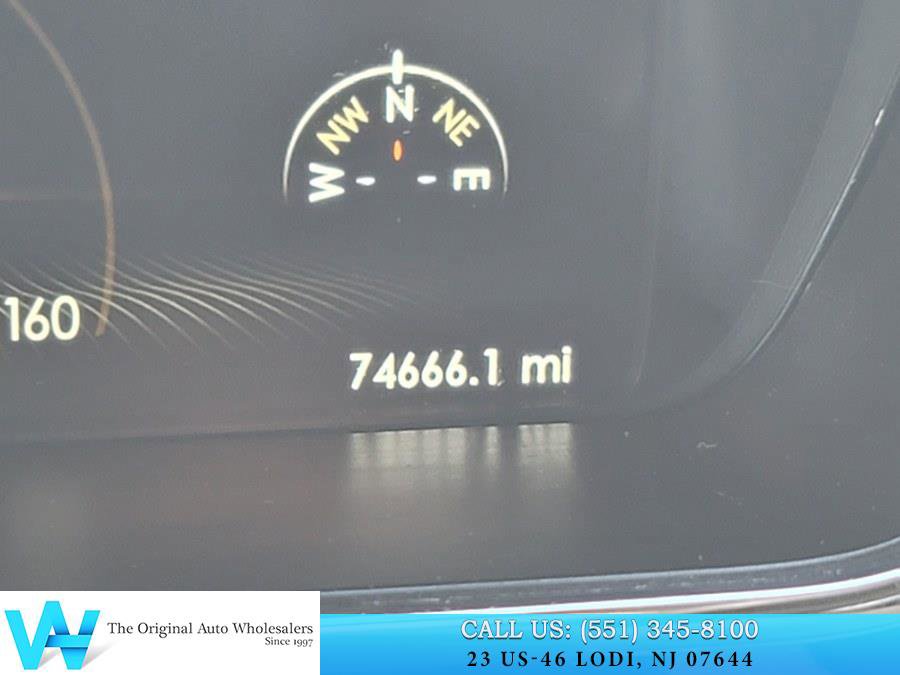 N
NW NE
W E
160
74666.1 mi
The Original Auto Wholesalers
Since 1997
CALL US: (551) 345-8100
23 US-46 LODI, NJ 07644